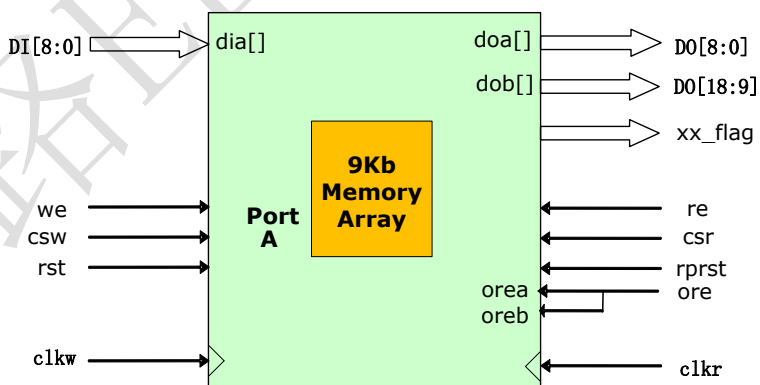 DI[8:0]
dia[]
doa[]
DO[8:0]
dob[]
DO[18:9]
xx_flag
9Kb
Memory
Array
Port
A
we
csw
rst
re
csr
rprst
orea
ore
oreb
clkw
clkr